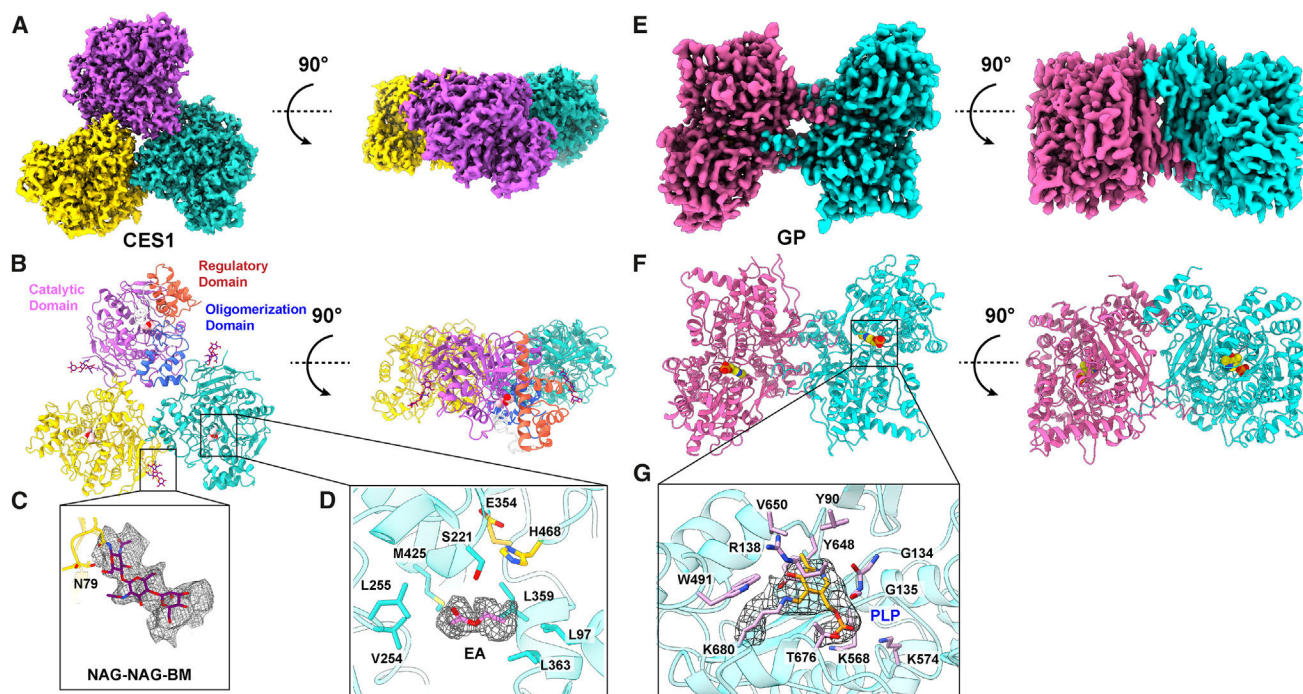 A
90°
CES1
E
90°
GP
B
Regulatory
Domain
Catalytic
Domain
Oligomerization
Domain
90°
F
90°
C
N79
NAG-NAG-BM
D
E354
H468
S221
M425
L255
L359
L97
EA
L363
V254
G
V650
Y90
R138
Y648
G134
W491
G135
PLP
K680
T676
K568
K574